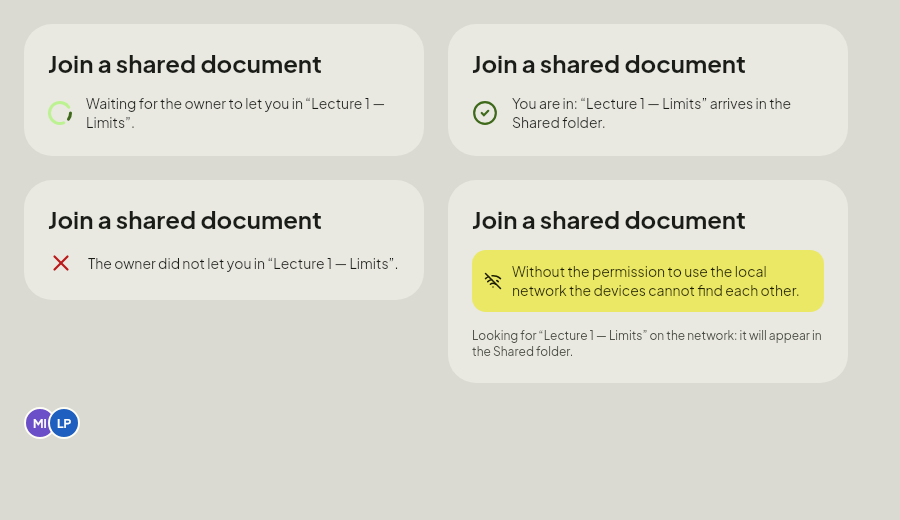 Join a shared document
Waiting for the owner to let you in “Lecture 1 —
Limits”.
Join a shared document
You are in: “Lecture 1 — Limits” arrives in the
Shared folder.
Join a shared document
The owner did not let you in “Lecture 1 — Limits”.
Join a shared document
Without the permission to use the local
network the devices cannot find each other.
Looking for “Lecture 1 — Limits” on the network: it will appear in
the Shared folder.
MI LP